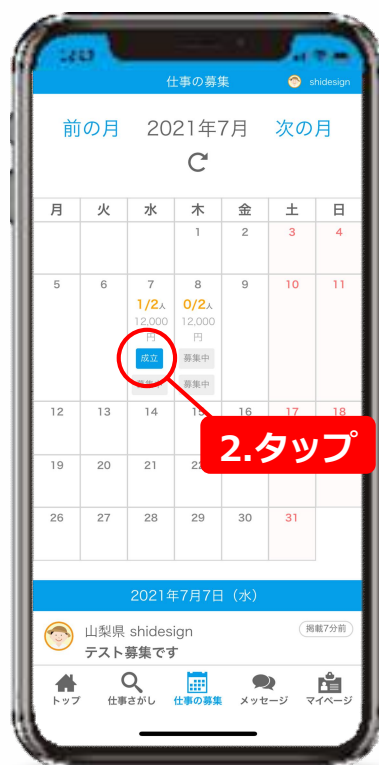 仕事の募集 shidesign
前の月 2021年7月 次の月
月 火 水 木 金 土 日
1 2 3 4
5 6 7 8 9 10 11
1/2人 0/2人
12,000 12,000
円 円
成立 募集中
募集中
12 13 14 15 16 17 18
2.タップ
19 20 21
26 27 28 29 30 31
2021年7月7日（水）
山梨県 shidesign 掲載7分前
テスト募集です
トップ 仕事さがし 仕事の募集 メッセージ マイページ